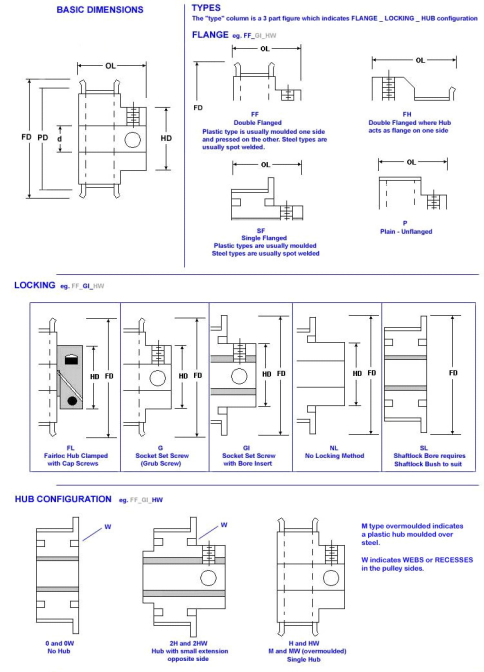 BASIC DIMENSIONS
OL
FD PD d HD
TYPES
The "type" column is a 3 part figure which indicates FLANGE _ LOCKING _ HUB configuration
FLANGE eg. FF_GI_HW
OL
FD
FF
Double Flanged
Plastic type is usually moulded one side
and pressed on the other. Steel types are
usually spot welded.
OL
FH
Double Flanged where Hub
acts as flange on one side
OL
SF
Single Flanged
Plastic types are usually moulded
Steel types are usually spot welded
OL
P
Plain - Unflanged
LOCKING eg. FF_GI_HW
HD FD
FL
Fairloc Hub Clamped
with Cap Screws
HD FD
G
Socket Set Screw
(Grub Screw)
HD FD
GI
Socket Set Screw
with Bore Insert
HD FD
NL
No Locking Method
FD
SL
Shaftlock Bore requires
Shaftlock Bush to suit
HUB CONFIGURATION eg. FF_GI_HW
W
0 and 0W
No Hub
W
2H and 2HW
Hub with small extension
opposite side
H and HW
M and MW (overmoulded)
Single Hub
M type overmoulded indicates
a plastic hub moulded over
steel.
W indicates WEBS or RECESSES
in the pulley sides.